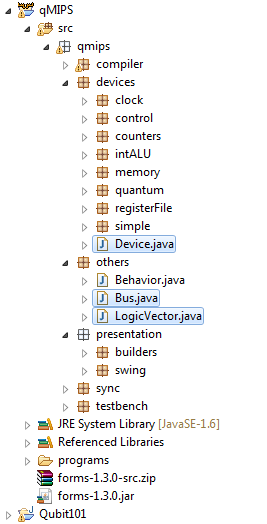 qMIPS
src
qmips
compiler
devices
clock
control
counters
intALU
memory
quantum
registerFile
simple
Device.java
others
Behavior.java
Bus.java
LogicVector.java
presentation
builders
swing
sync
testbench
JRE System Library [JavaSE-1.6]
Referenced Libraries
programs
forms-1.3.0-src.zip
forms-1.3.0.jar
Qubit101